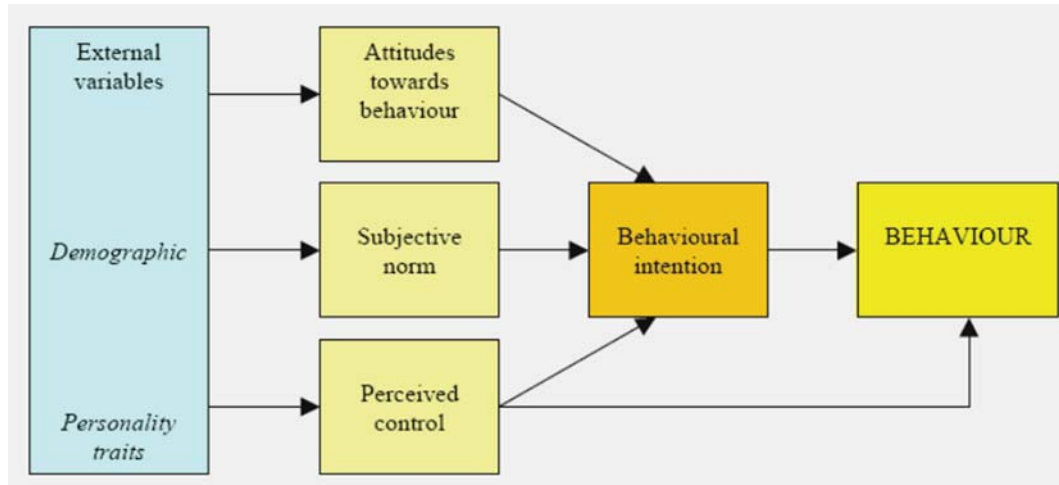 External
variables
Demographic
Personality
traits
Attitudes
towards
behaviour
Subjective
norm
Perceived
control
Behavioural
intention
BEHAVIOUR